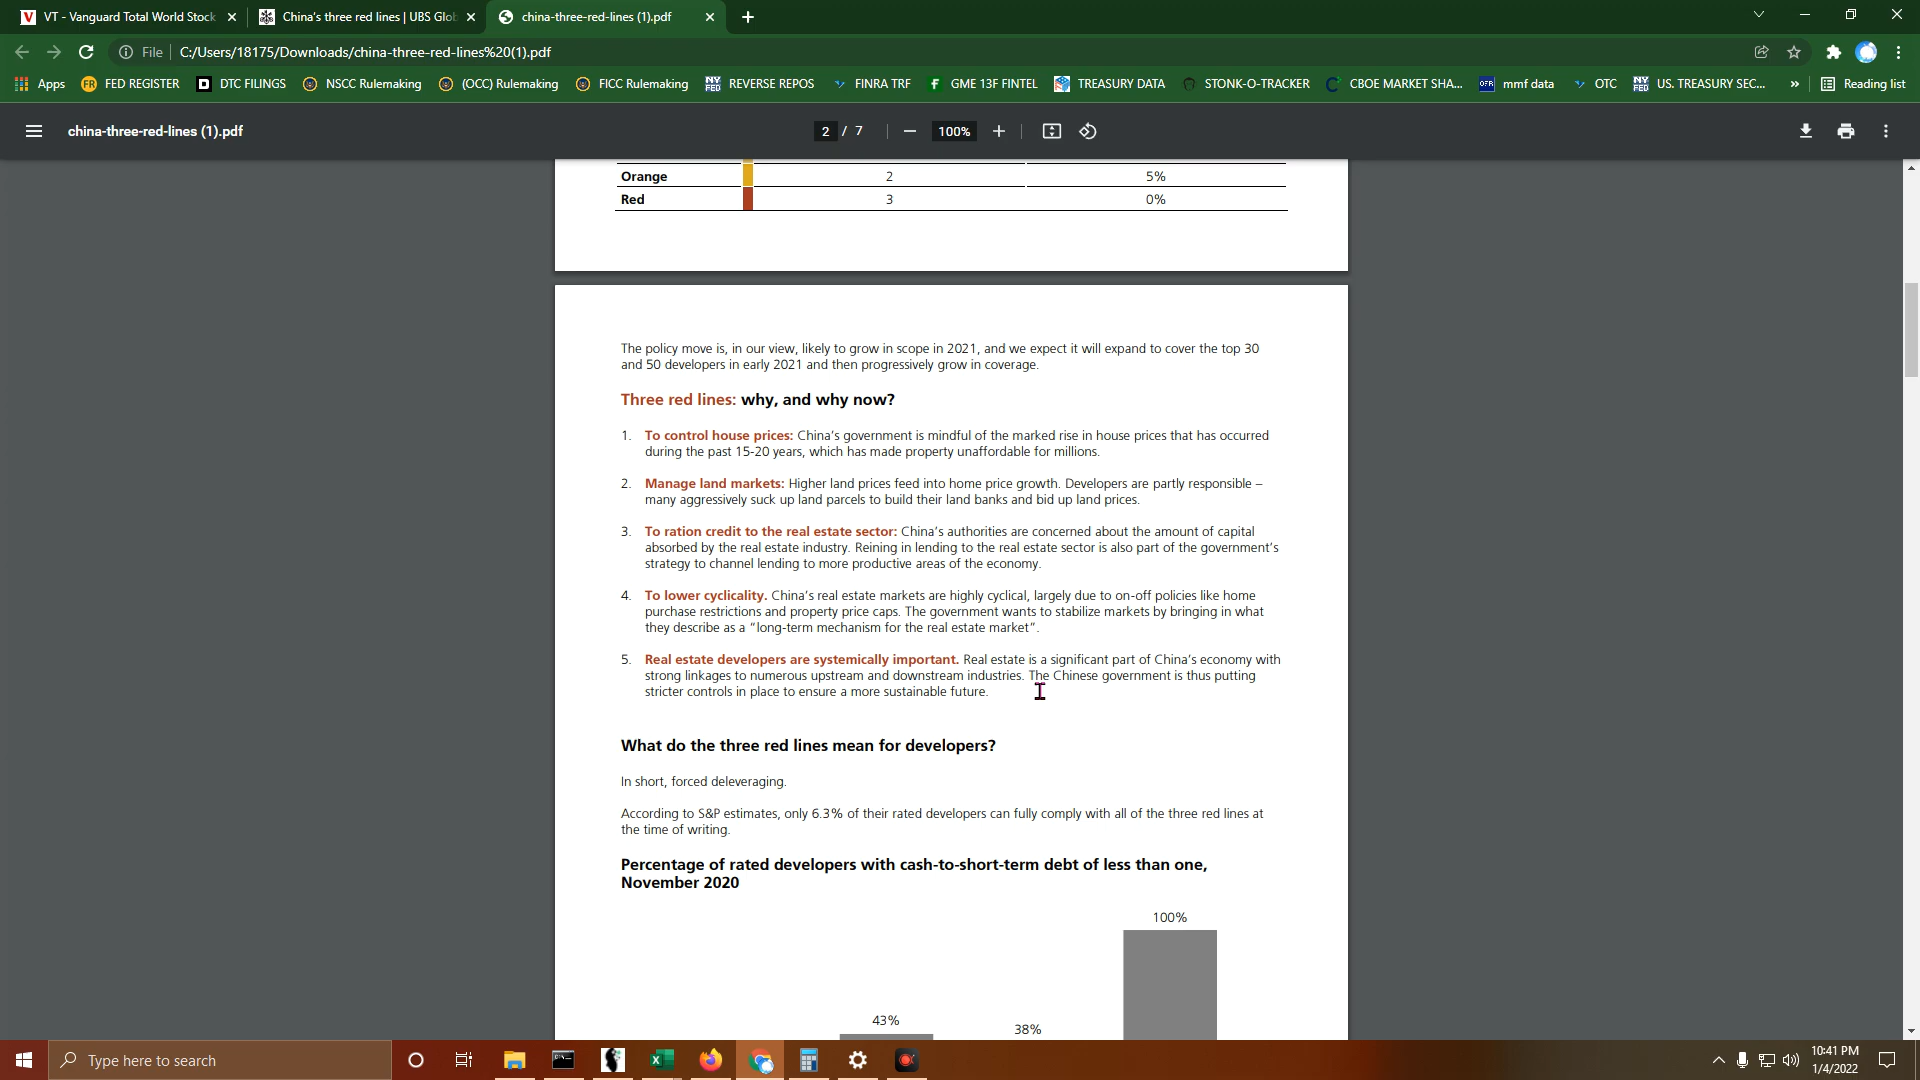 VT - Vanguard Total World Stock
China's three red lines | UBS Glob
china-three-red-lines (1).pdf
File C:/Users/18175/Downloads/china-three-red-lines%20(1).pdf
Apps FED REGISTER DTC FILINGS NSCC Rulemaking (OCC) Rulemaking FICC Rulemaking REVERSE REPOS FINRA TRF GME 13F FINTEL TREASURY DATA STONK-O-TRACKER CBOE MARKET SHA... mmf data OTC US. TREASURY SEC... » Reading list
china-three-red-lines (1).pdf 2 / 7 100%
Orange 2 5%
Red 3 0%
The policy move is, in our view, likely to grow in scope in 2021, and we expect it will expand to cover the top 30
and 50 developers in early 2021 and then progressively grow in coverage.
Three red lines: why, and why now?
1. To control house prices: China's government is mindful of the marked rise in house prices that has occurred
during the past 15-20 years, which has made property unaffordable for millions.
2. Manage land markets: Higher land prices feed into home price growth. Developers are partly responsible –
many aggressively suck up land parcels to build their land banks and bid up land prices.
3. To ration credit to the real estate sector: China's authorities are concerned about the amount of capital
absorbed by the real estate industry. Reining in lending to the real estate sector is also part of the government's
strategy to channel lending to more productive areas of the economy.
4. To lower cyclicality. China's real estate markets are highly cyclical, largely due to on-off policies like home
purchase restrictions and property price caps. The government wants to stabilize markets by bringing in what
they describe as a "long-term mechanism for the real estate market".
5. Real estate developers are systemically important. Real estate is a significant part of China's economy with
strong linkages to numerous upstream and downstream industries. The Chinese government is thus putting
stricter controls in place to ensure a more sustainable future.
What do the three red lines mean for developers?
In short, forced deleveraging.
According to S&P estimates, only 6.3% of their rated developers can fully comply with all of the three red lines at
the time of writing.
Percentage of rated developers with cash-to-short-term debt of less than one,
November 2020
100%
43%
38%
Type here to search
10:41 PM
1/4/2022